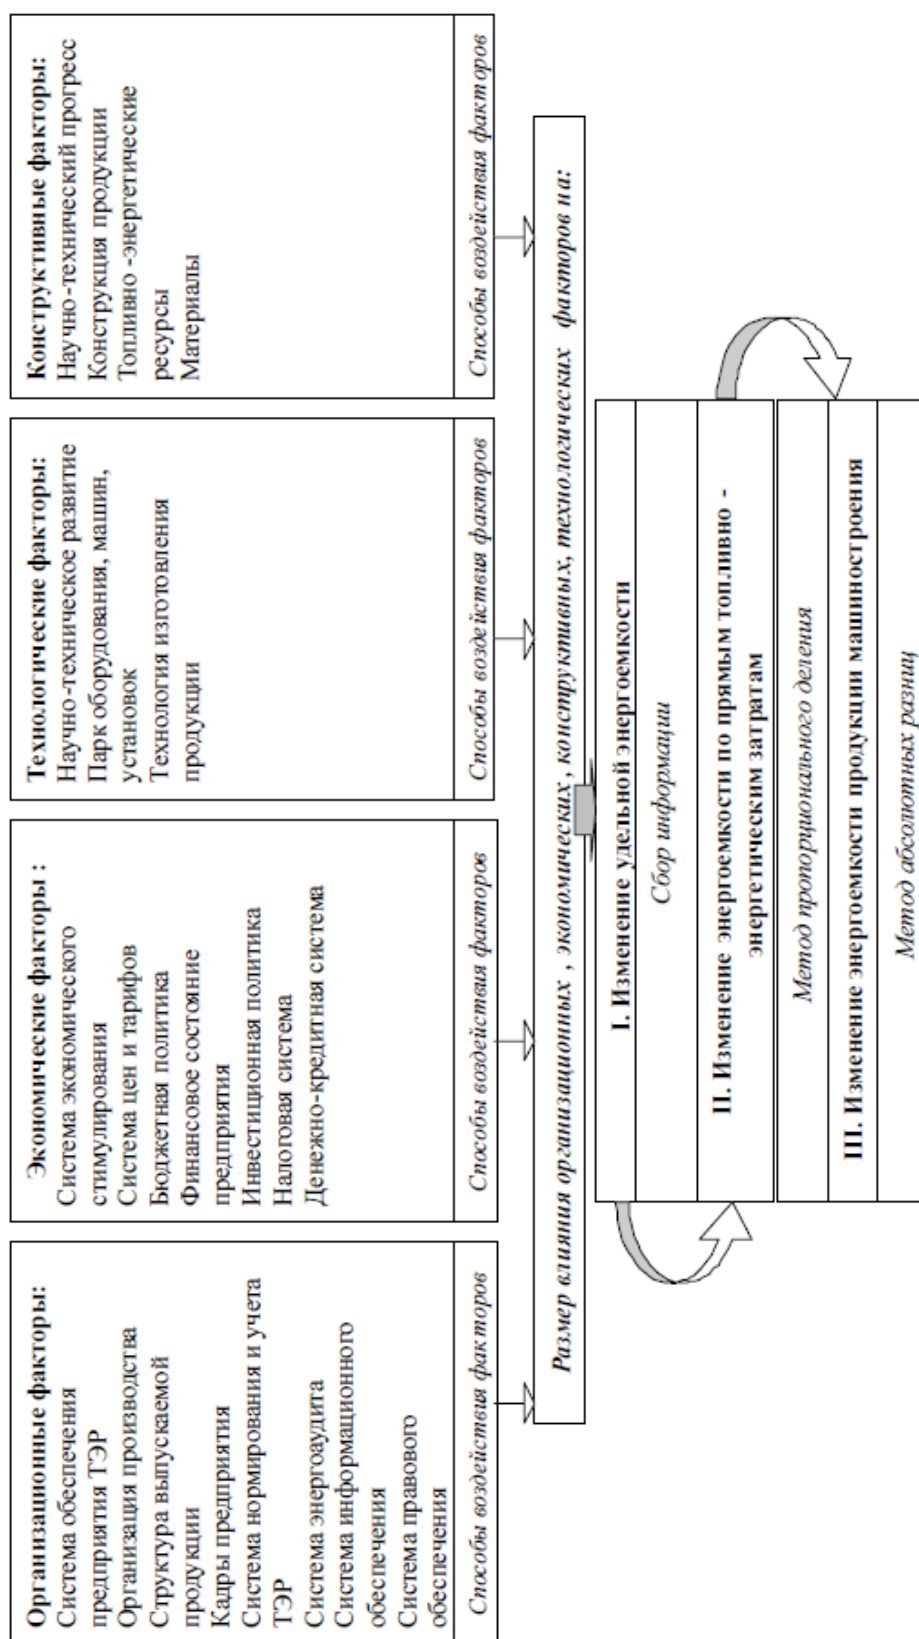 Организационные факторы:
Система обеспечения
предприятия ТЭР
Организация производства
Структура выпускаемой
продукции
Кадры предприятия
Система нормирования и учета
ТЭР
Система энергоаудита
Система информационного
обеспечения
Система правового
обеспечения
Способы воздействия факторов
Экономические факторы :
Система экономического
стимулирования
Система цен и тарифов
Бюджетная политика
Финансовое состояние
предприятия
Инвестиционная политика
Налоговая система
Денежно-кредитная система
Способы воздействия факторов
Технологические факторы:
Научно-техническое развитие
Парк оборудования, машин,
установок
Технология изготовления
продукции
Способы воздействия факторов
Конструктивные факторы:
Научно-технический прогресс
Конструкция продукции
Топливно -энергетические
ресурсы
Материалы
Способы воздействия факторов
Размер влияния организационных , экономических , конструктивных, технологических факторов на:
I. Изменение удельной энергоемкости
Сбор информации
II. Изменение энергоемкости по прямым топливно -
энергетическим затратам
Метод пропорционального деления
III. Изменение энергоемкости продукции машиностроения
Метод абсолютных разниц